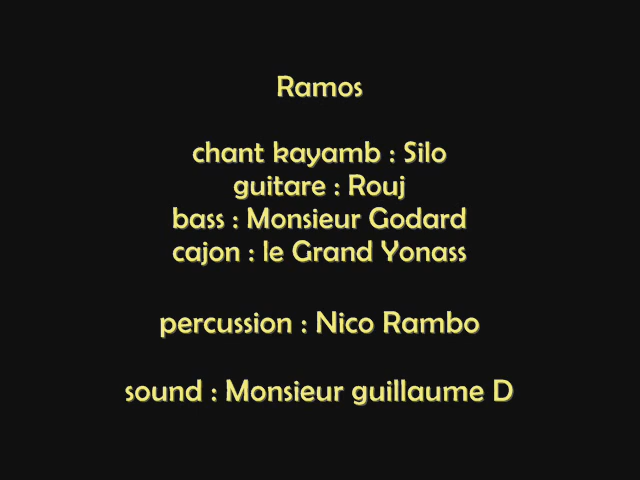 Ramos
chant kayamb : Silo
guitare : Rouj
bass : Monsieur Godard
cajon : le Grand Yonass
percussion : Nico Rambo
sound : Monsieur guillaume D